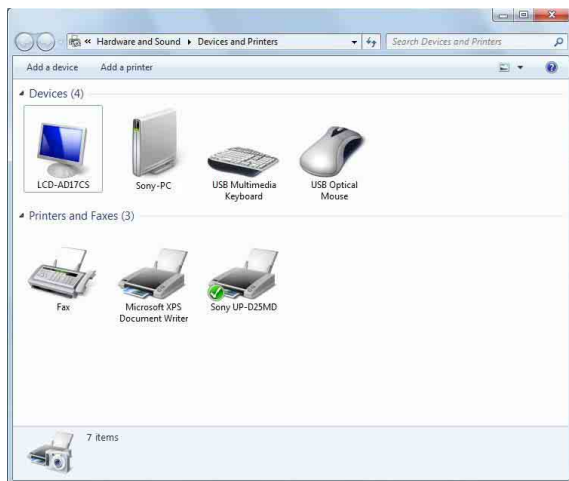 « Hardware and Sound ▸ Devices and Printers
Search Devices and Printers
Add a device Add a printer
Devices (4)
LCD-AD17CS
Sony-PC
USB Multimedia
Keyboard
USB Optical
Mouse
Printers and Faxes (3)
Fax
Microsoft XPS
Document Writer
Sony UP-D25MD
7 items